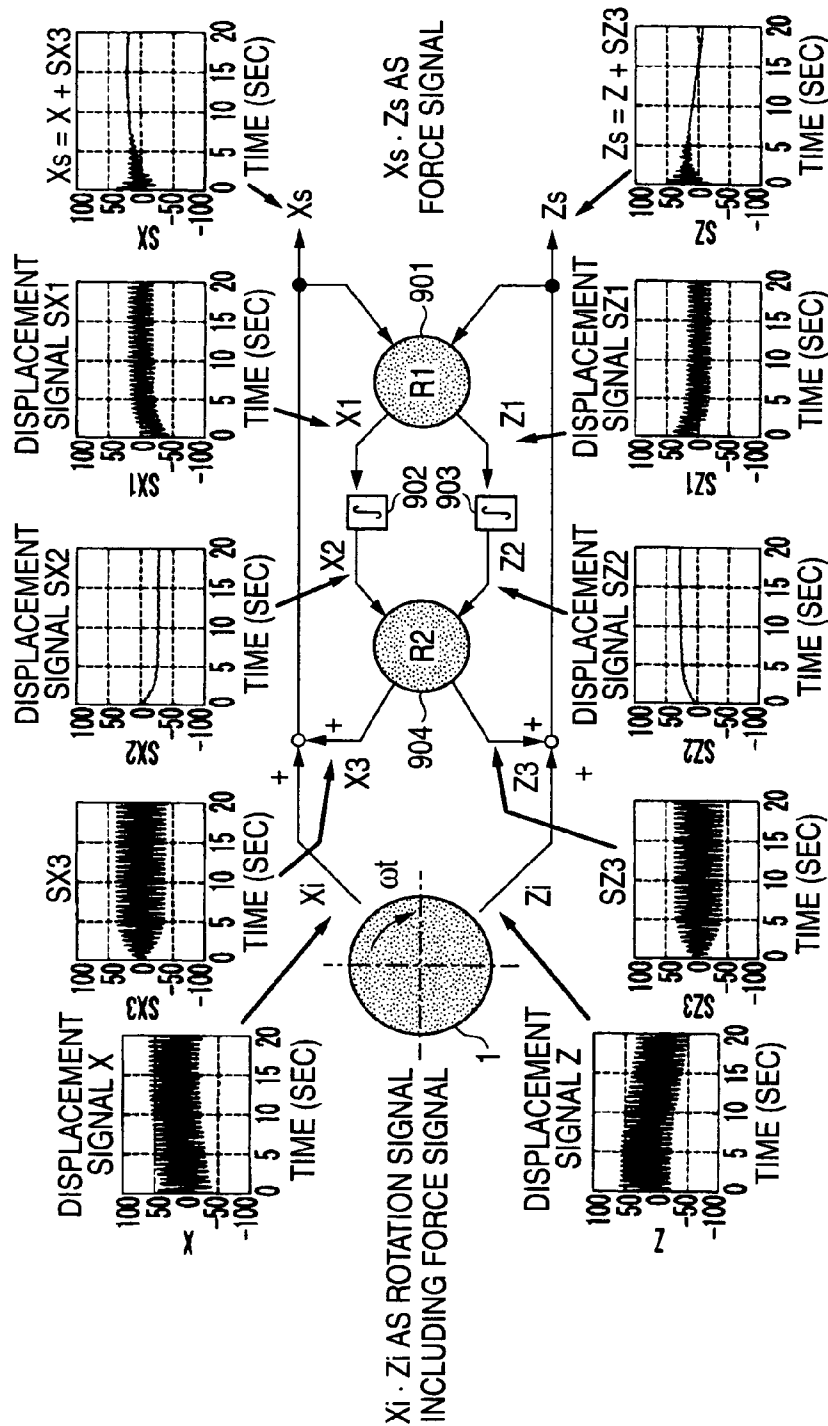 Xi · Zi AS ROTATION SIGNAL
INCLUDING FORCE SIGNAL
DISPLACEMENT
SIGNAL X
X
100
50
0
-50
-100
0
5
10
15
20
TIME (SEC)
SX3
SX3
100
50
0
-50
-100
0
5
10
15
20
TIME (SEC)
DISPLACEMENT
SIGNAL SX2
SX2
100
50
0
-50
-100
0
5
10
15
20
TIME (SEC)
DISPLACEMENT
SIGNAL SX1
SX1
100
50
0
-50
-100
0
5
10
15
20
TIME (SEC)
Xs = X + SX3
SX
100
50
0
-50
-100
0
5
10
15
20
TIME (SEC)
Xi
+
+
X3
X2
X1
Xs
ωt
1
R2
904
∫
902
∫
903
R1
901
Xs · Zs AS
FORCE SIGNAL
Zi
+
+
Z3
Z2
Z1
Zs
DISPLACEMENT
SIGNAL Z
Z
100
50
0
-50
-100
0
5
10
15
20
TIME (SEC)
SZ3
SZ3
100
50
0
-50
-100
0
5
10
15
20
TIME (SEC)
DISPLACEMENT
SIGNAL SZ2
SZ2
100
50
0
-50
-100
0
5
10
15
20
TIME (SEC)
DISPLACEMENT
SIGNAL SZ1
SZ1
100
50
0
-50
-100
0
5
10
15
20
TIME (SEC)
Zs = Z + SZ3
SZ
100
50
0
-50
-100
0
5
10
15
20
TIME (SEC)